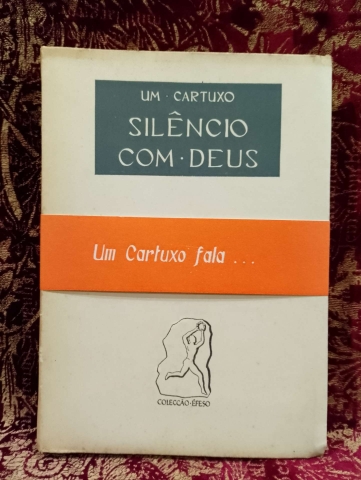 UM · CARTUXO
SILÊNCIO
COM · DEUS
Um Cartuxo fala ...
COLECÇÃO · ÉFESO